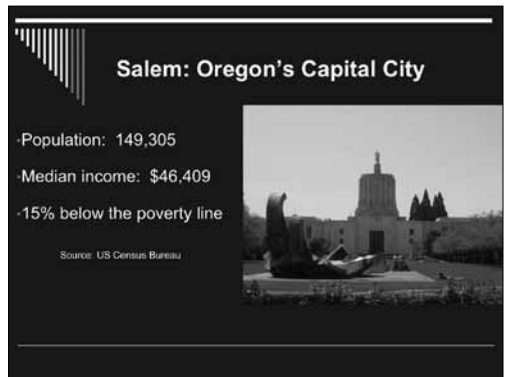 Salem: Oregon's Capital City
•Population: 149,305
•Median income: $46,409
•15% below the poverty line
Source: US Census Bureau